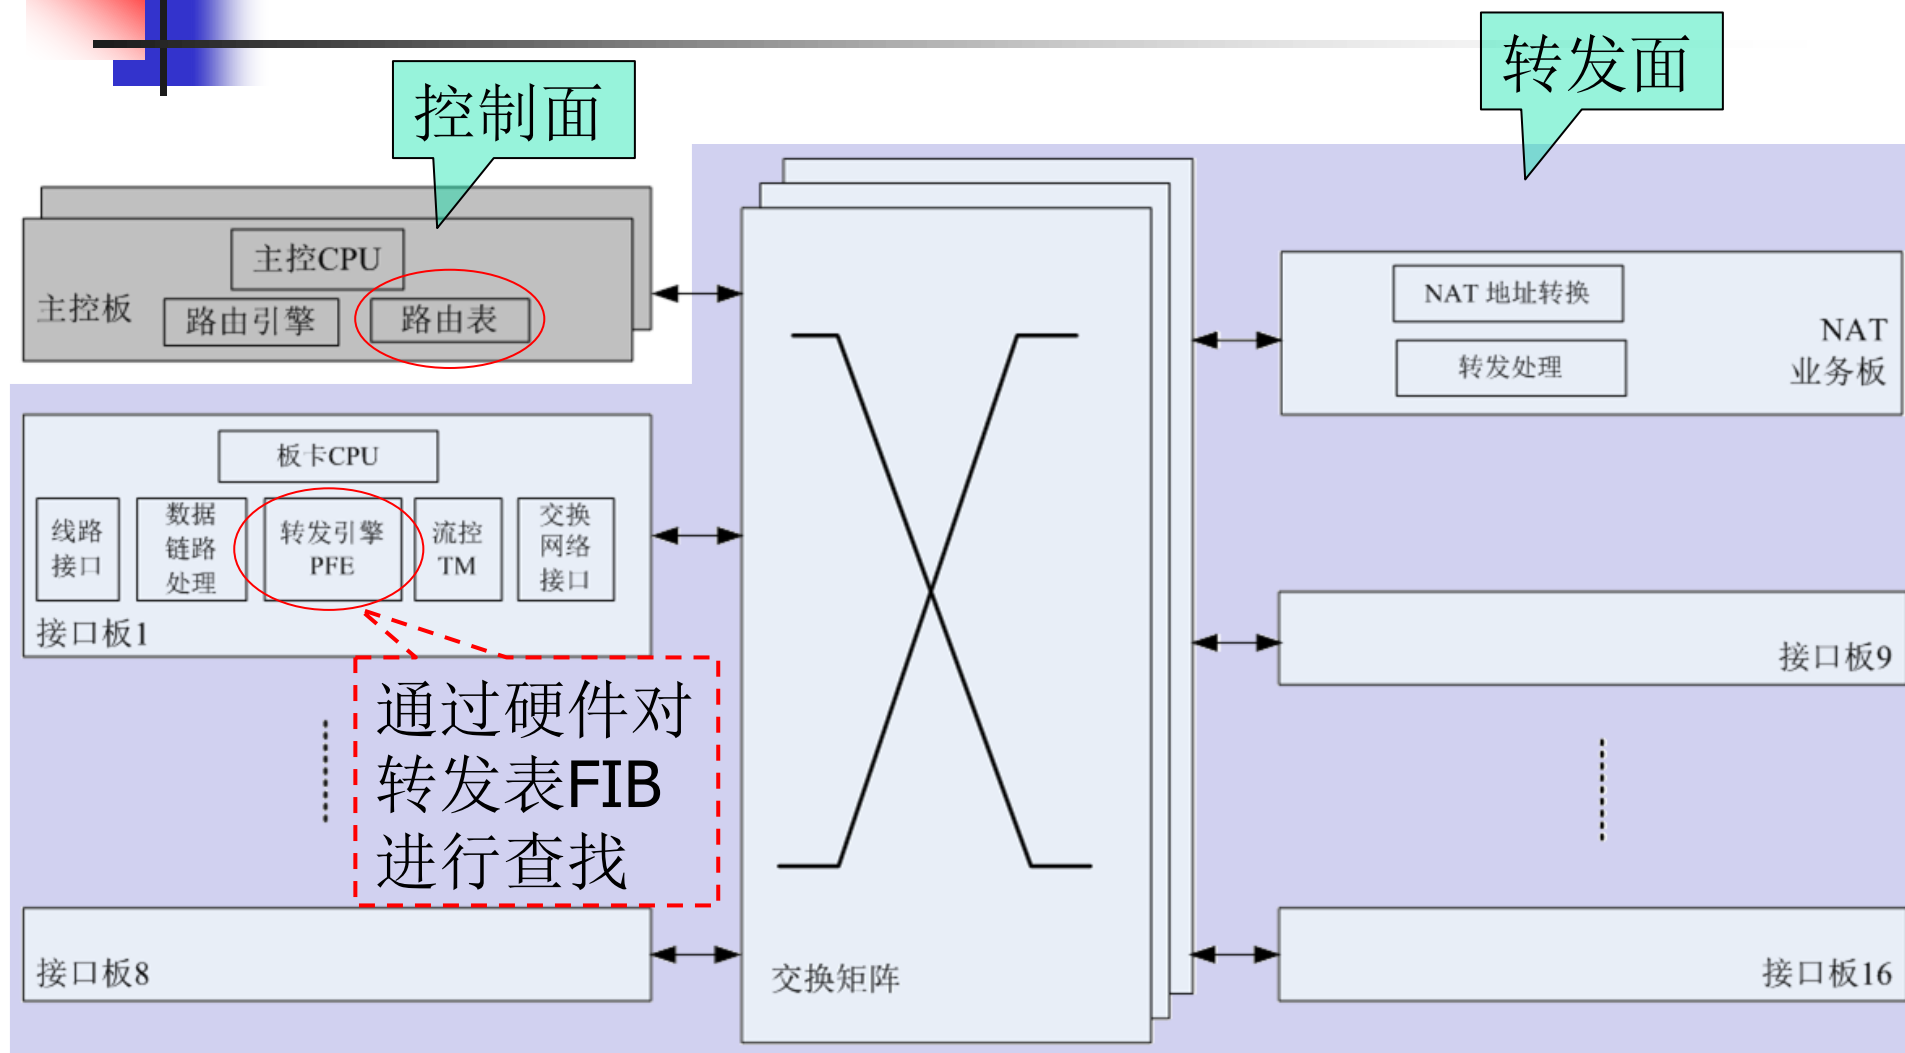 控制面
转发面
主控CPU
主控板
路由引擎
路由表
NAT 地址转换
转发处理
NAT
业务板
板卡CPU
线路
接口
数据
链路
处理
转发引擎
PFE
流控
TM
交换
网络
接口
接口板1
通过硬件对
转发表FIB
进行查找
接口板9
接口板8
交换矩阵
接口板16